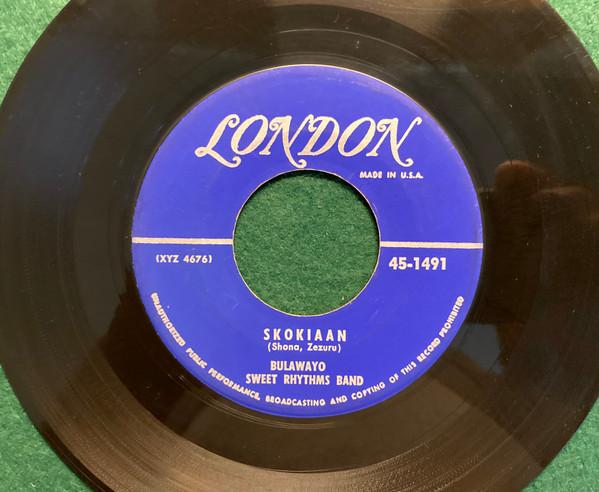 LONDON
MADE IN U.S.A.
(XYZ 4676)
45-1491
SKOKIAAN
(Shona, Zezuru)
BULAWAYO
SWEET RHYTHMS BAND
UNAUTHORIZED PUBLIC PERFORMANCE, BROADCASTING AND COPYING OF THIS RECORD PROHIBITED